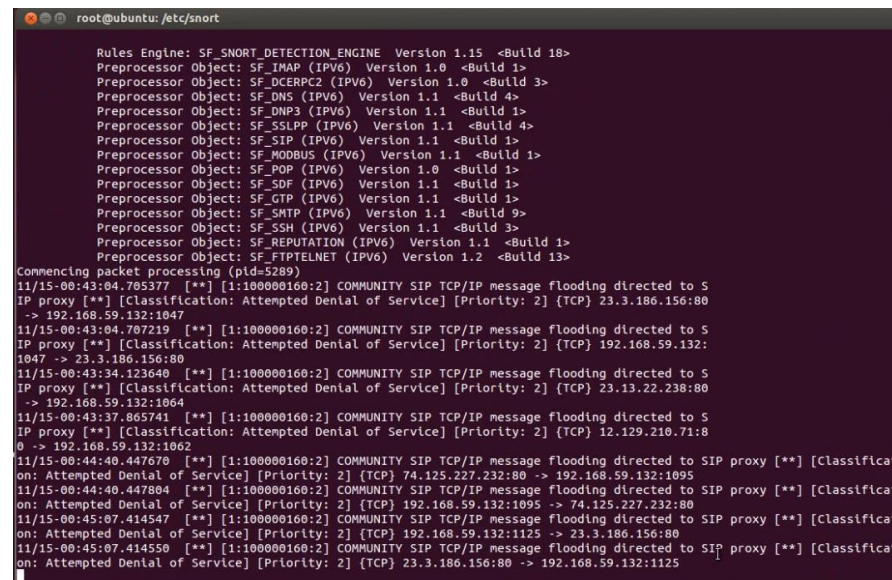 root@ubuntu: /etc/snort
Rules Engine: SF_SNORT_DETECTION_ENGINE Version 1.15 <Build 18>
Preprocessor Object: SF_IMAP (IPV6) Version 1.0 <Build 1>
Preprocessor Object: SF_DCERPC2 (IPV6) Version 1.0 <Build 3>
Preprocessor Object: SF_DNS (IPV6) Version 1.1 <Build 4>
Preprocessor Object: SF_DNP3 (IPV6) Version 1.1 <Build 1>
Preprocessor Object: SF_SSLPP (IPV6) Version 1.1 <Build 4>
Preprocessor Object: SF_SIP (IPV6) Version 1.1 <Build 1>
Preprocessor Object: SF_MODBUS (IPV6) Version 1.1 <Build 1>
Preprocessor Object: SF_POP (IPV6) Version 1.0 <Build 1>
Preprocessor Object: SF_SDF (IPV6) Version 1.1 <Build 1>
Preprocessor Object: SF_GTP (IPV6) Version 1.1 <Build 1>
Preprocessor Object: SF_SMTP (IPV6) Version 1.1 <Build 9>
Preprocessor Object: SF_SSH (IPV6) Version 1.1 <Build 3>
Preprocessor Object: SF_REPUTATION (IPV6) Version 1.1 <Build 1>
Preprocessor Object: SF_FTPTELNET (IPV6) Version 1.2 <Build 13>
Commencing packet processing (pid=5289)
11/15-00:43:04.705377 [**] [1:100000160:2] COMMUNITY SIP TCP/IP message flooding directed to S
IP proxy [**] [Classification: Attempted Denial of Service] [Priority: 2] {TCP} 23.3.186.156:80
-> 192.168.59.132:1047
11/15-00:43:04.707219 [**] [1:100000160:2] COMMUNITY SIP TCP/IP message flooding directed to S
IP proxy [**] [Classification: Attempted Denial of Service] [Priority: 2] {TCP} 192.168.59.132:
1047 -> 23.3.186.156:80
11/15-00:43:34.123640 [**] [1:100000160:2] COMMUNITY SIP TCP/IP message flooding directed to S
IP proxy [**] [Classification: Attempted Denial of Service] [Priority: 2] {TCP} 23.13.22.238:80
-> 192.168.59.132:1064
11/15-00:43:37.865741 [**] [1:100000160:2] COMMUNITY SIP TCP/IP message flooding directed to S
IP proxy [**] [Classification: Attempted Denial of Service] [Priority: 2] {TCP} 12.129.210.71:8
0 -> 192.168.59.132:1062
11/15-00:44:40.447670 [**] [1:100000160:2] COMMUNITY SIP TCP/IP message flooding directed to SIP proxy [**] [Classifica
on: Attempted Denial of Service] [Priority: 2] {TCP} 74.125.227.232:80 -> 192.168.59.132:1095
11/15-00:44:40.447804 [**] [1:100000160:2] COMMUNITY SIP TCP/IP message flooding directed to SIP proxy [**] [Classifica
on: Attempted Denial of Service] [Priority: 2] {TCP} 192.168.59.132:1095 -> 74.125.227.232:80
11/15-00:45:07.414547 [**] [1:100000160:2] COMMUNITY SIP TCP/IP message flooding directed to SIP proxy [**] [Classifica
on: Attempted Denial of Service] [Priority: 2] {TCP} 192.168.59.132:1125 -> 23.3.186.156:80
11/15-00:45:07.414550 [**] [1:100000160:2] COMMUNITY SIP TCP/IP message flooding directed to SIP proxy [**] [Classifica
on: Attempted Denial of Service] [Priority: 2] {TCP} 23.3.186.156:80 -> 192.168.59.132:1125